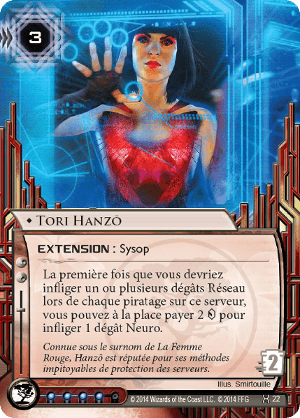 3
⬥ TORI HANZŌ
EXTENSION : Sysop
La première fois que vous devriez
infliger un ou plusieurs dégâts Réseau
lors de chaque piratage sur ce serveur,
vous pouvez à la place payer 2 pour
infliger 1 dégât Neuro.
Connue sous le surnom de La Femme
Rouge, Hanzō est réputée pour ses méthodes
impitoyables de protection des serveurs.
2
Illus. Smirtouille
© 2014 Wizards of the Coast LLC. © 2014 FFG
22